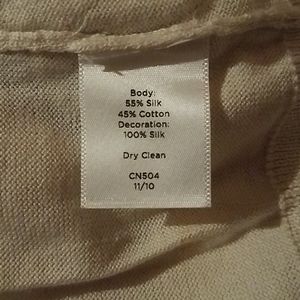 Body:
55% Silk
45% Cotton
Decoration:
100% Silk
Dry Clean
CN504
11/10